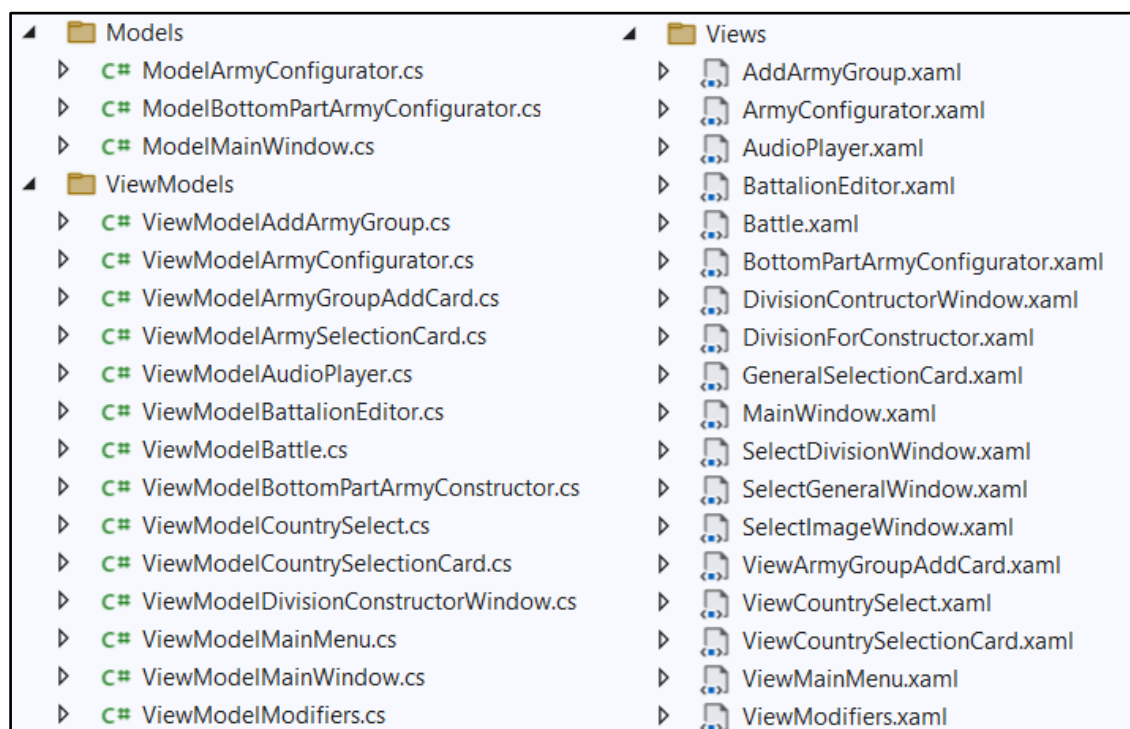 Models
C# ModelArmyConfigurator.cs
C# ModelBottomPartArmyConfigurator.cs
C# ModelMainWindow.cs
ViewModels
C# ViewModelAddArmyGroup.cs
C# ViewModelArmyConfigurator.cs
C# ViewModelArmyGroupAddCard.cs
C# ViewModelArmySelectionCard.cs
C# ViewModelAudioPlayer.cs
C# ViewModelBattalionEditor.cs
C# ViewModelBattle.cs
C# ViewModelBottomPartArmyConstructor.cs
C# ViewModelCountrySelect.cs
C# ViewModelCountrySelectionCard.cs
C# ViewModelDivisionConstructorWindow.cs
C# ViewModelMainMenu.cs
C# ViewModelMainWindow.cs
C# ViewModelModifiers.cs
Views
AddArmyGroup.xaml
ArmyConfigurator.xaml
AudioPlayer.xaml
BattalionEditor.xaml
Battle.xaml
BottomPartArmyConfigurator.xaml
DivisionContructorWindow.xaml
DivisionForConstructor.xaml
GeneralSelectionCard.xaml
MainWindow.xaml
SelectDivisionWindow.xaml
SelectGeneralWindow.xaml
SelectImageWindow.xaml
ViewArmyGroupAddCard.xaml
ViewCountrySelect.xaml
ViewCountrySelectionCard.xaml
ViewMainMenu.xaml
ViewModifiers.xaml